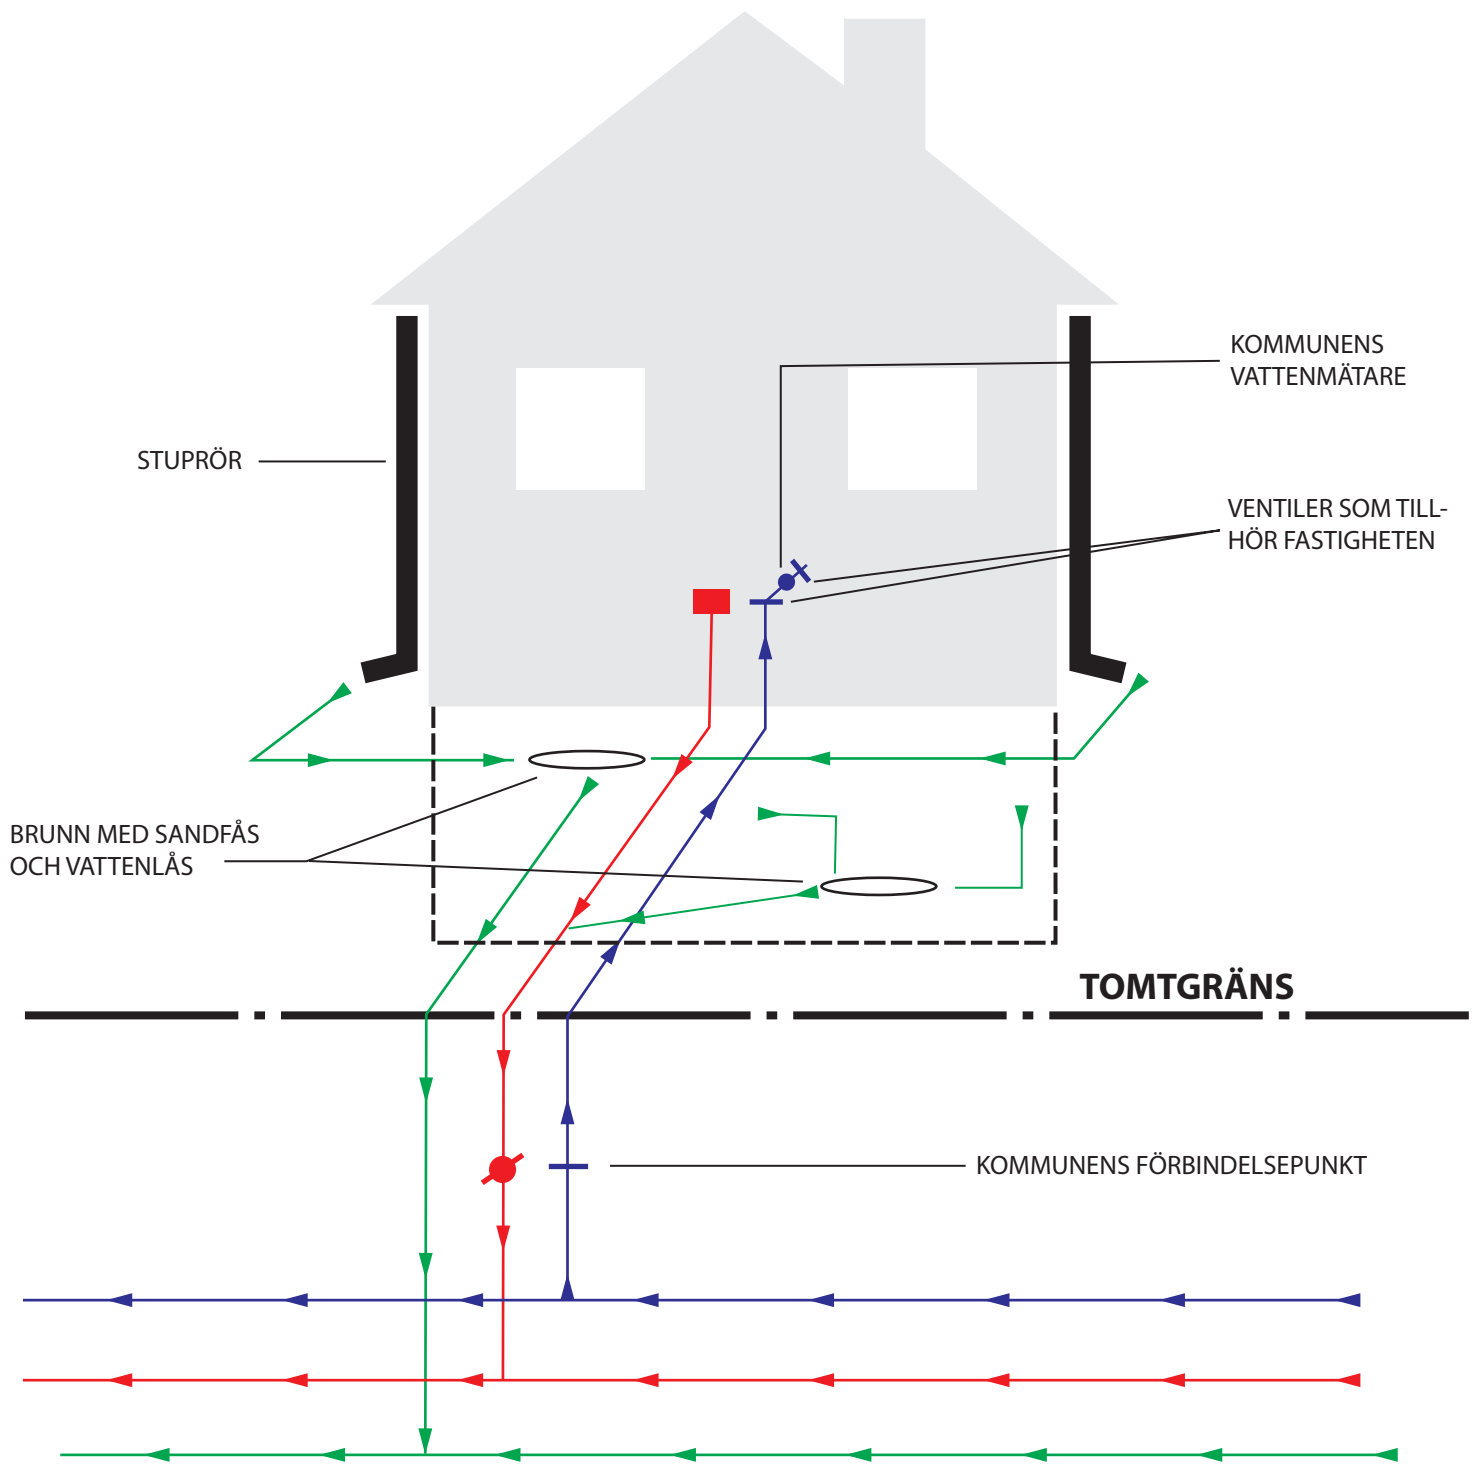 KOMMUNENS
VATTENMÄTARE
STUPRÖR
VENTILER SOM TILL-
HÖR FASTIGHETEN
BRUNN MED SANDFÅS
OCH VATTENLÅS
TOMTGRÄNS
KOMMUNENS FÖRBINDELSEPUNKT